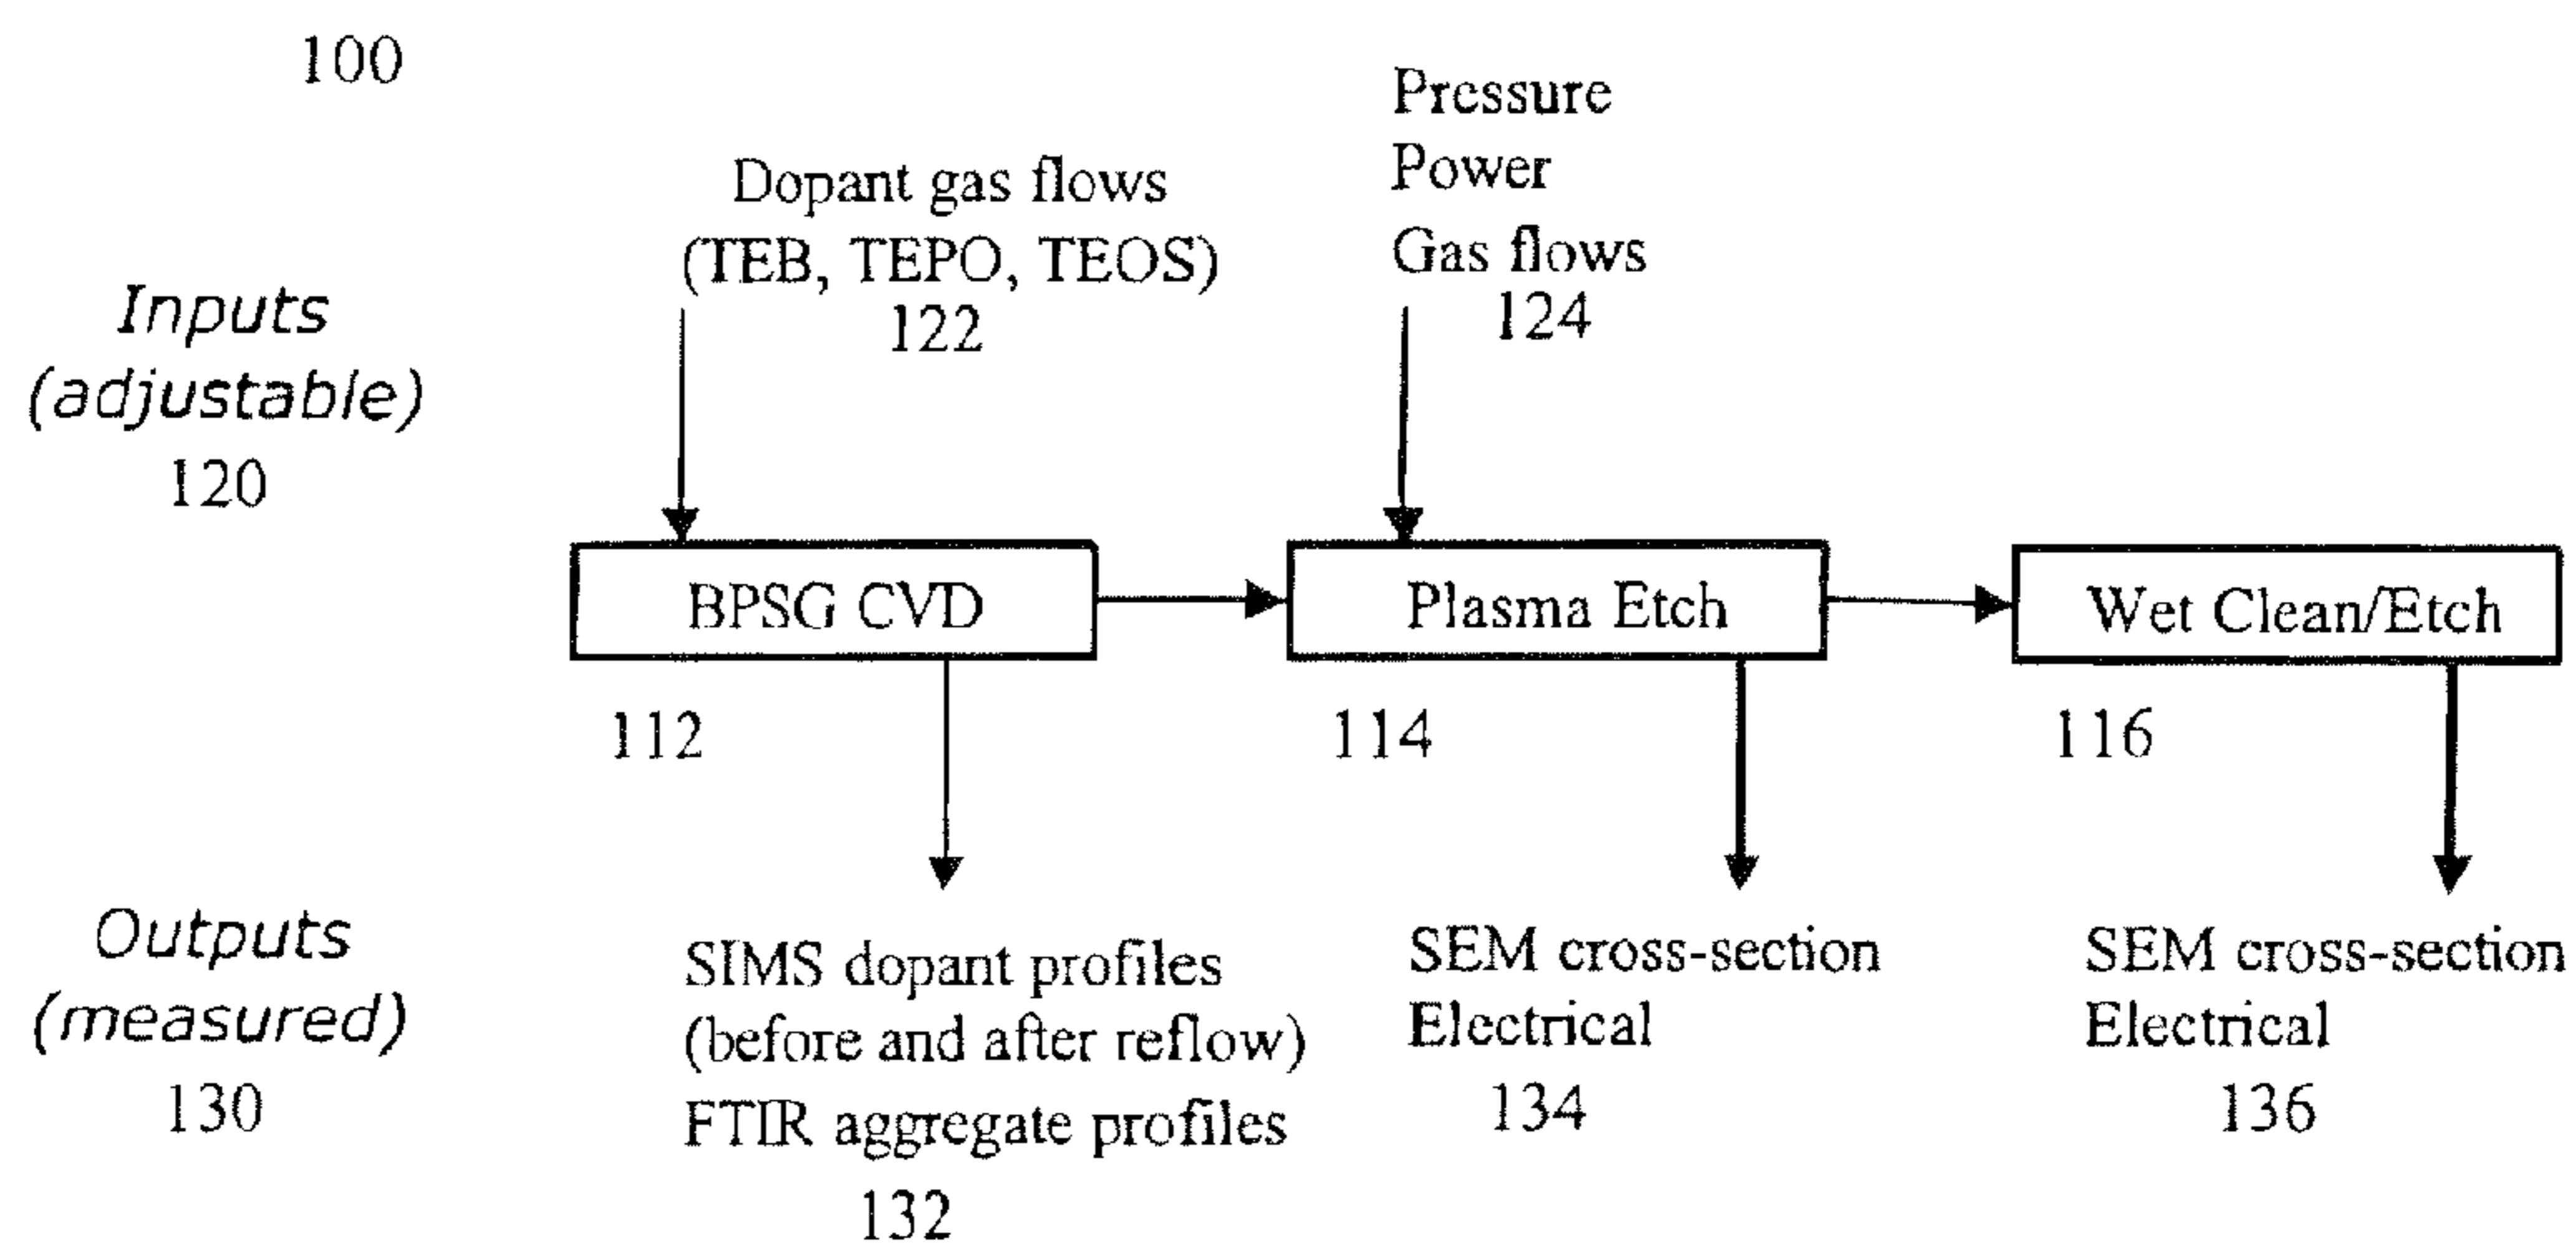 100
Pressure
Power
Gas flows
124
Dopant gas flows
(TEB, TEPO, TEOS)
122
Inputs
(adjustable)
120
BPSG CVD
Plasma Etch
Wet Clean/Etch
112
114
116
Outputs
(measured)
130
SIMS dopant profiles
(before and after reflow)
FTIR aggregate profiles
132
SEM cross-section
Electrical
134
SEM cross-section
Electrical
136